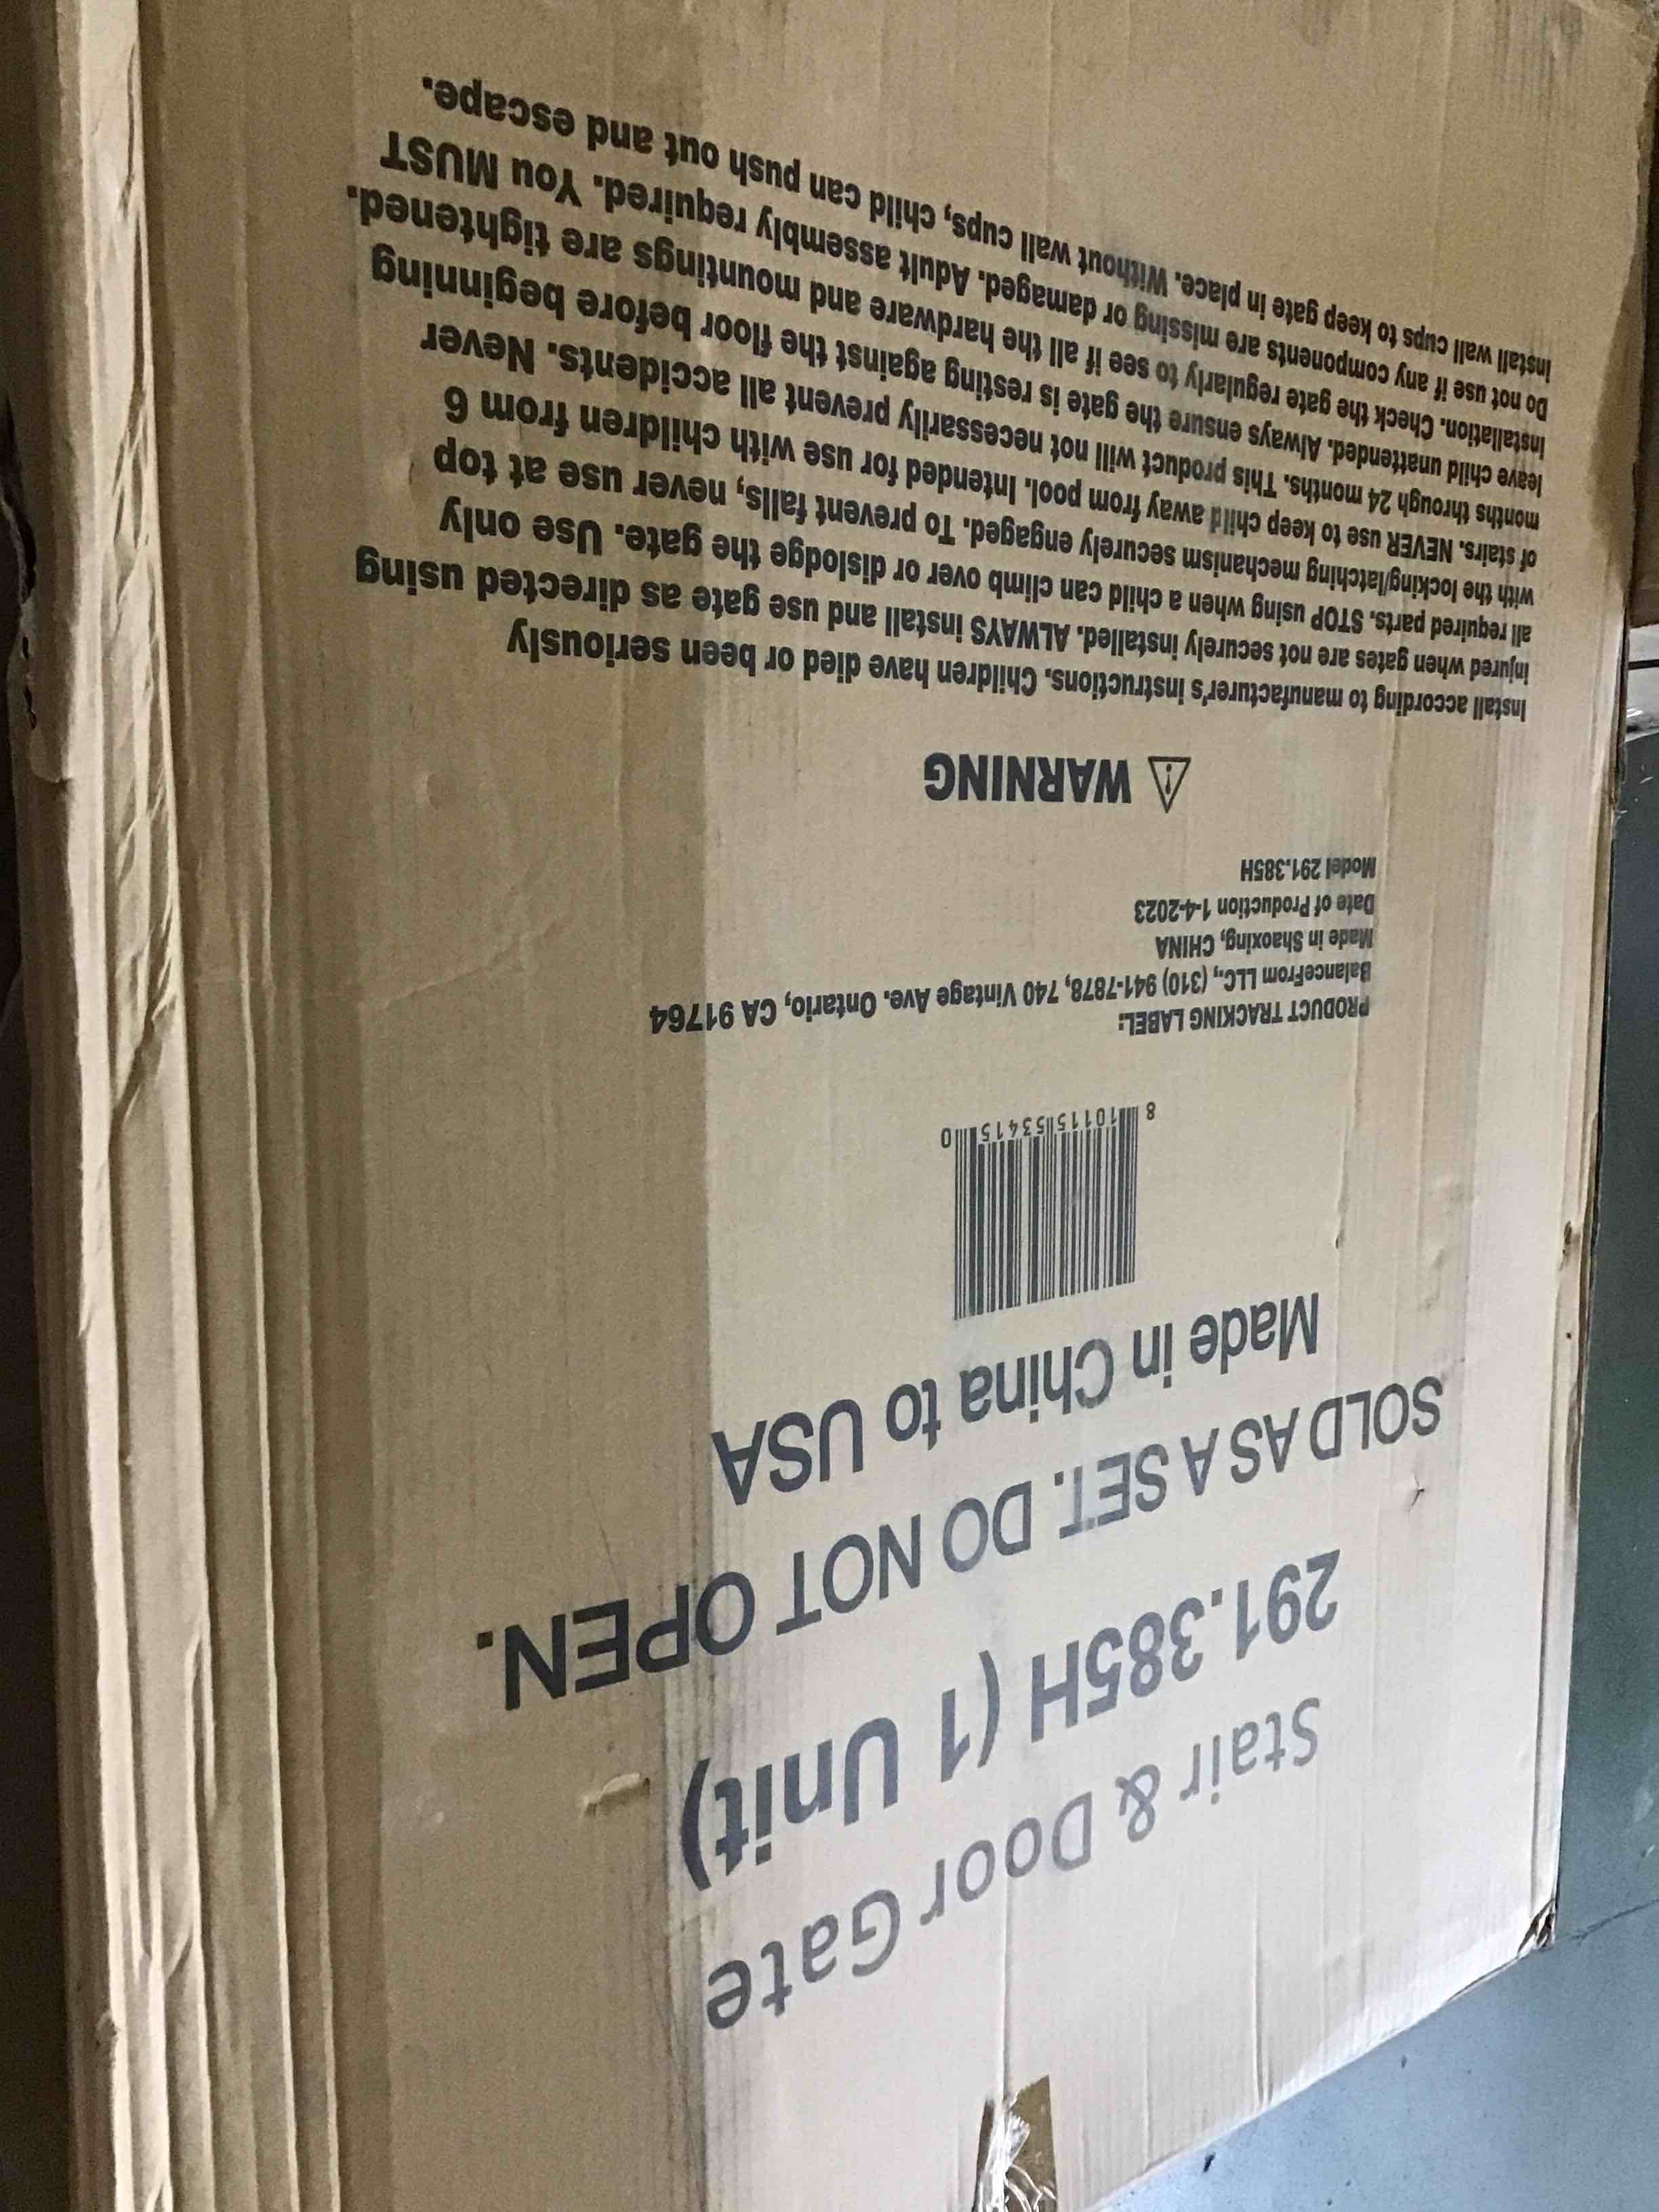 Stair & Door Gate
291.385H (1 Unit)
SOLD AS A SET. DO NOT OPEN.
Made in China to USA
8 10115 53415 0
PRODUCT TRACKING LABEL:
BalanceFrom LLC., (310) 941-7878, 740 Vintage Ave. Ontario, CA 91764
Made in Shaoxing, CHINA
Date of Production 1-4-2023
Model 291.385H
WARNING
Install according to manufacturer's instructions. Children have died or been seriously
injured when gates are not securely installed. ALWAYS install and use gate as directed using
all required parts. STOP using when a child can climb over or dislodge the gate. Use only
with the locking/latching mechanism securely engaged. To prevent falls, never use at top
of stairs. NEVER use to keep child away from pool. Intended for use with children from 6
months through 24 months. This product will not necessarily prevent all accidents. Never
leave child unattended. Always ensure the gate is resting against the floor before beginning
installation. Check the gate regularly to see if all the hardware and mountings are tightened.
Do not use if any components are missing or damaged. Adult assembly required. You MUST
install wall cups to keep gate in place. Without wall cups, child can push out and escape.